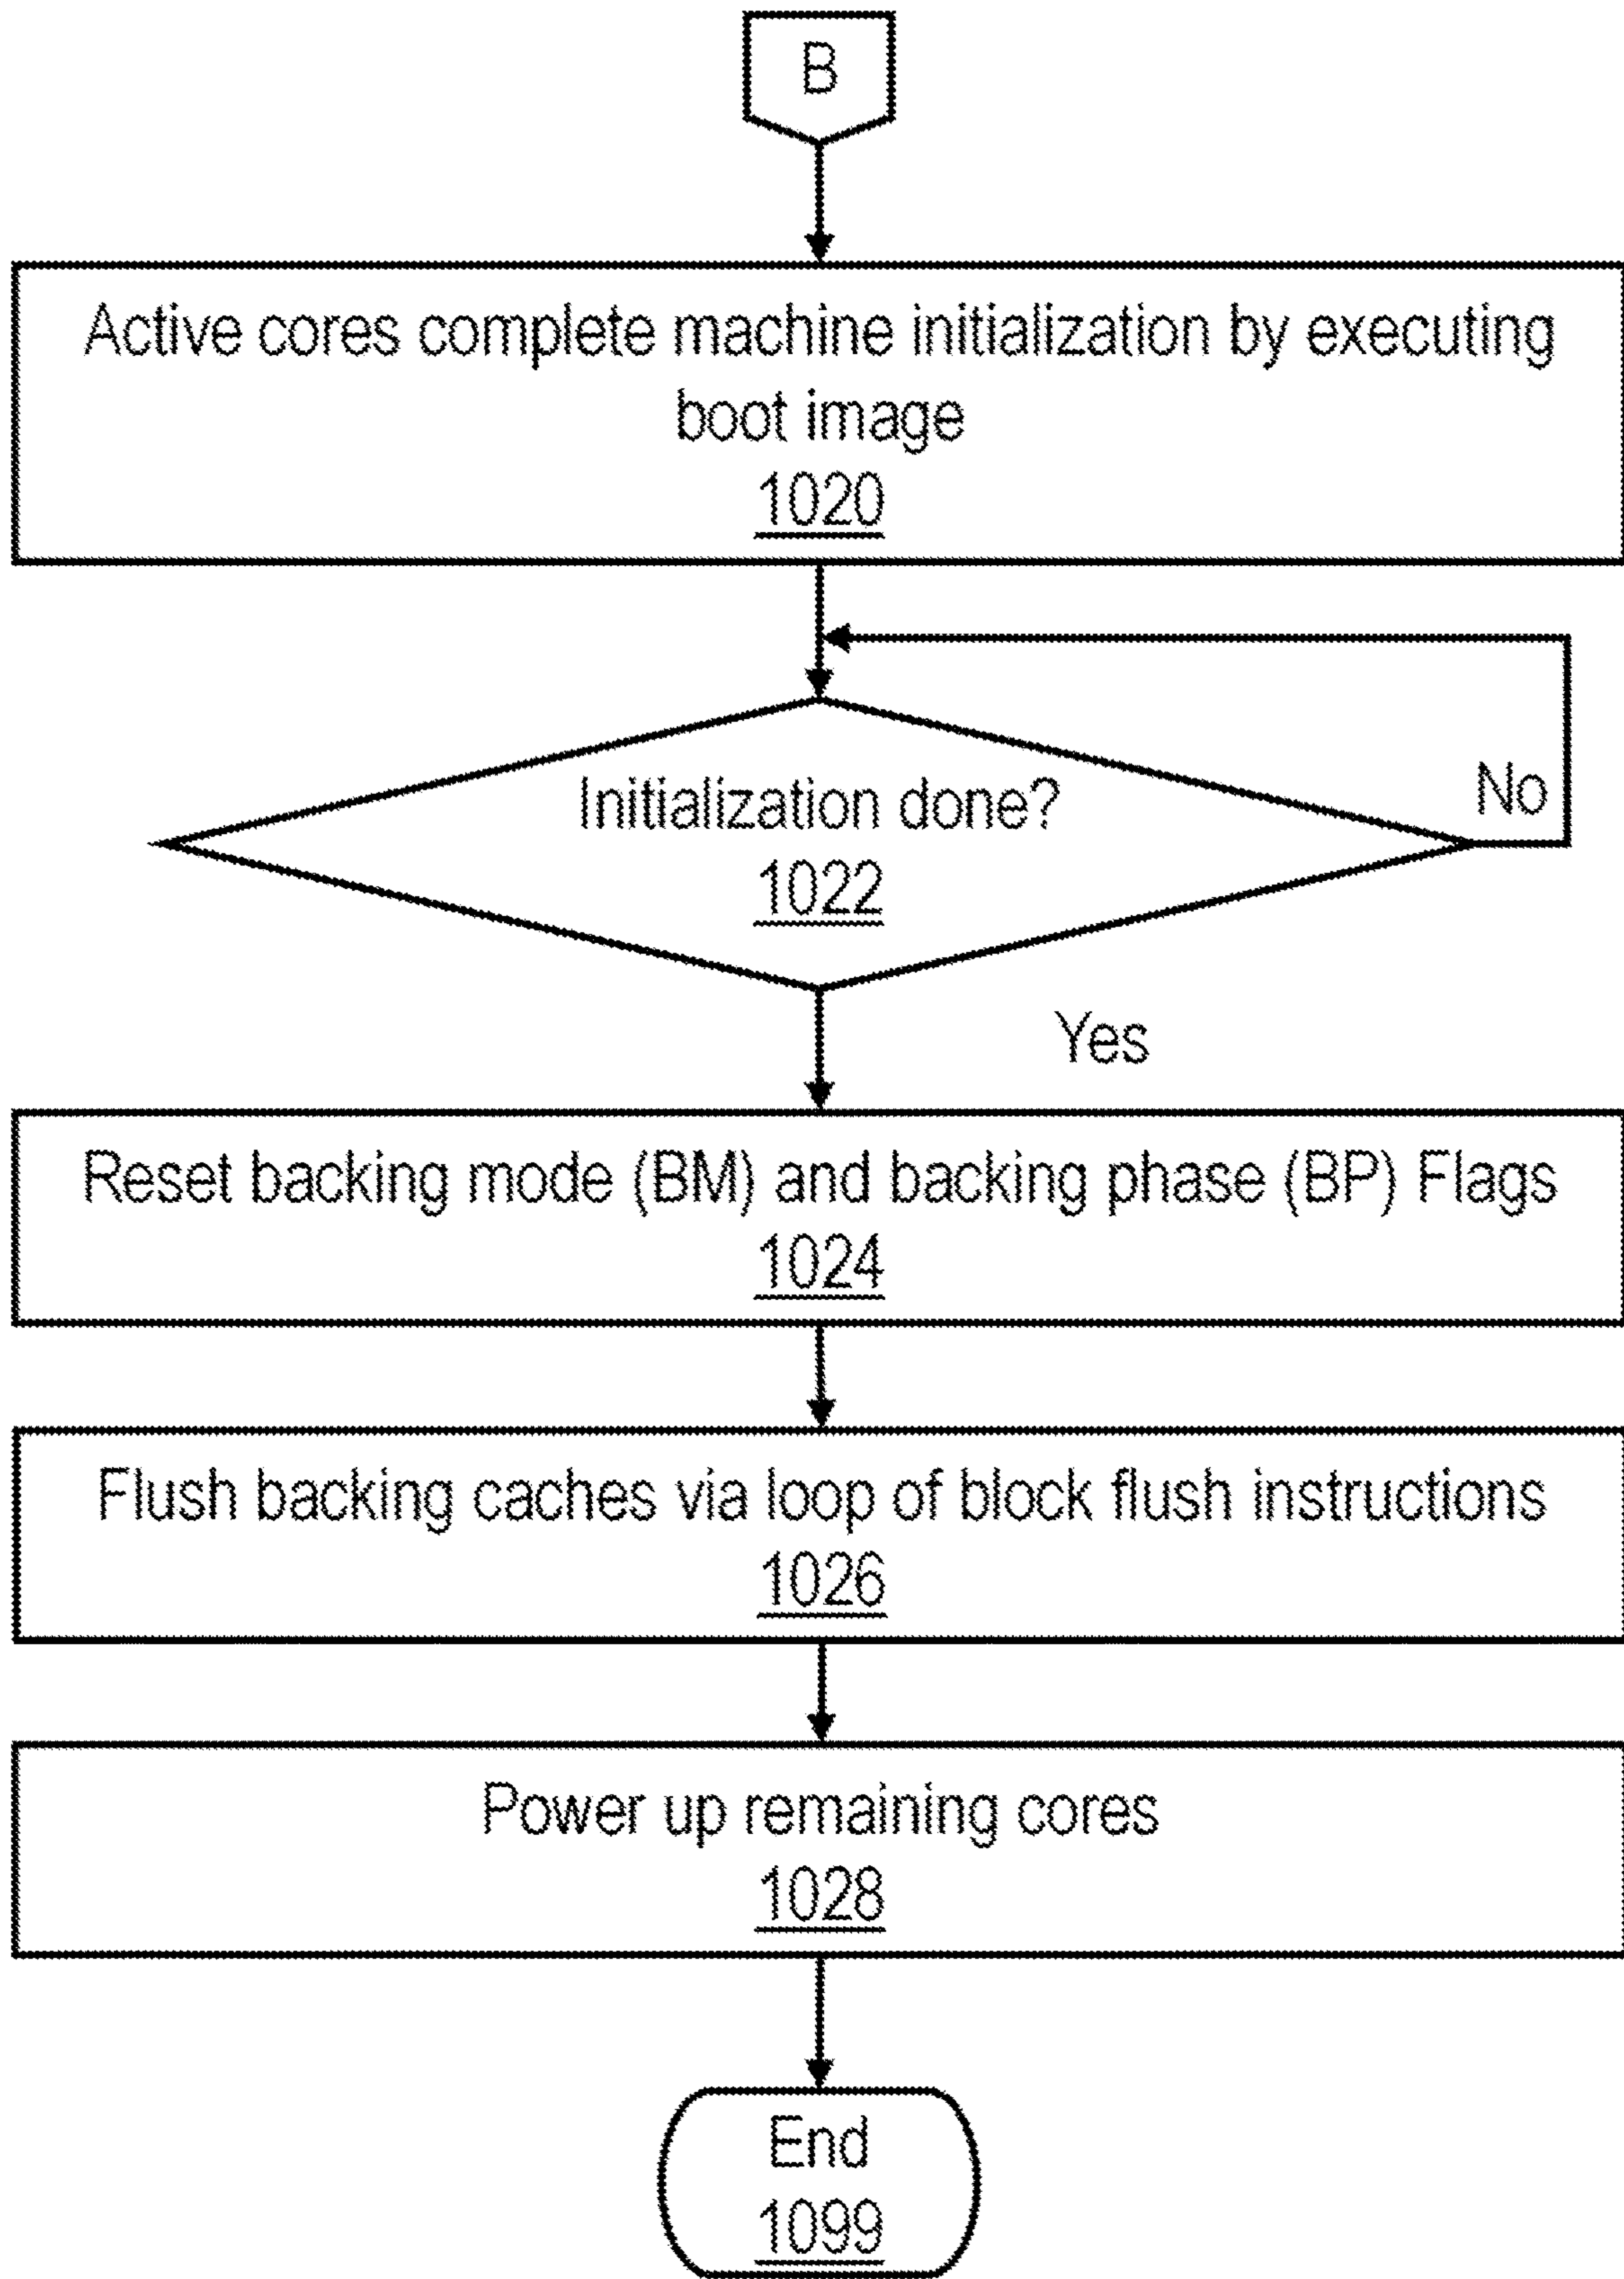 B
Active cores complete machine initialization by executing
boot image
1020
Initialization done?
1022
No
Yes
Reset backing mode (BM) and backing phase (BP) Flags
1024
Flush backing caches via loop of block flush instructions
1026
Power up remaining cores
1028
End
1099